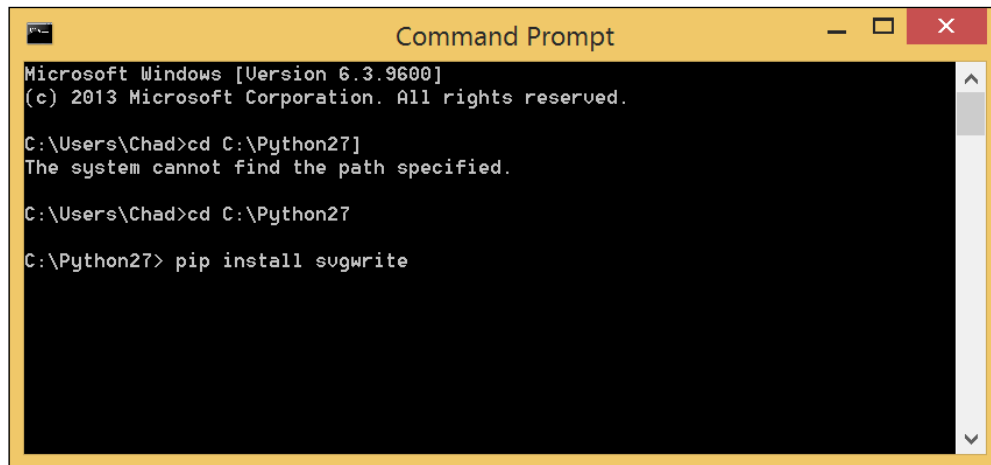 Command Prompt
Microsoft Windows [Version 6.3.9600]
(c) 2013 Microsoft Corporation. All rights reserved.
C:\Users\Chad>cd C:\Python27]
The system cannot find the path specified.
C:\Users\Chad>cd C:\Python27
C:\Python27> pip install svgwrite